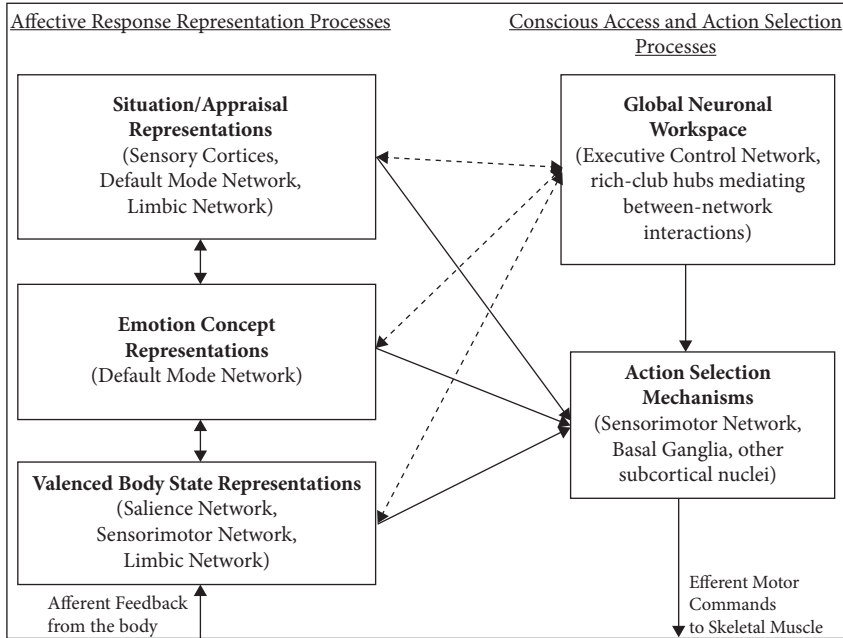 Affective Response Representation Processes
Situation/Appraisal
Representations
(Sensory Cortices,
Default Mode Network,
Limbic Network)
Emotion Concept
Representations
(Default Mode Network)
Valenced Body State Representations
(Salience Network,
Sensorimotor Network,
Limbic Network)
Afferent Feedback
from the body
Conscious Access and Action Selection
Processes
Global Neuronal
Workspace
(Executive Control Network,
rich-club hubs mediating
between-network
interactions)
Action Selection
Mechanisms
(Sensorimotor Network,
Basal Ganglia, other
subcortical nuclei)
Efferent Motor
Commands
to Skeletal Muscle